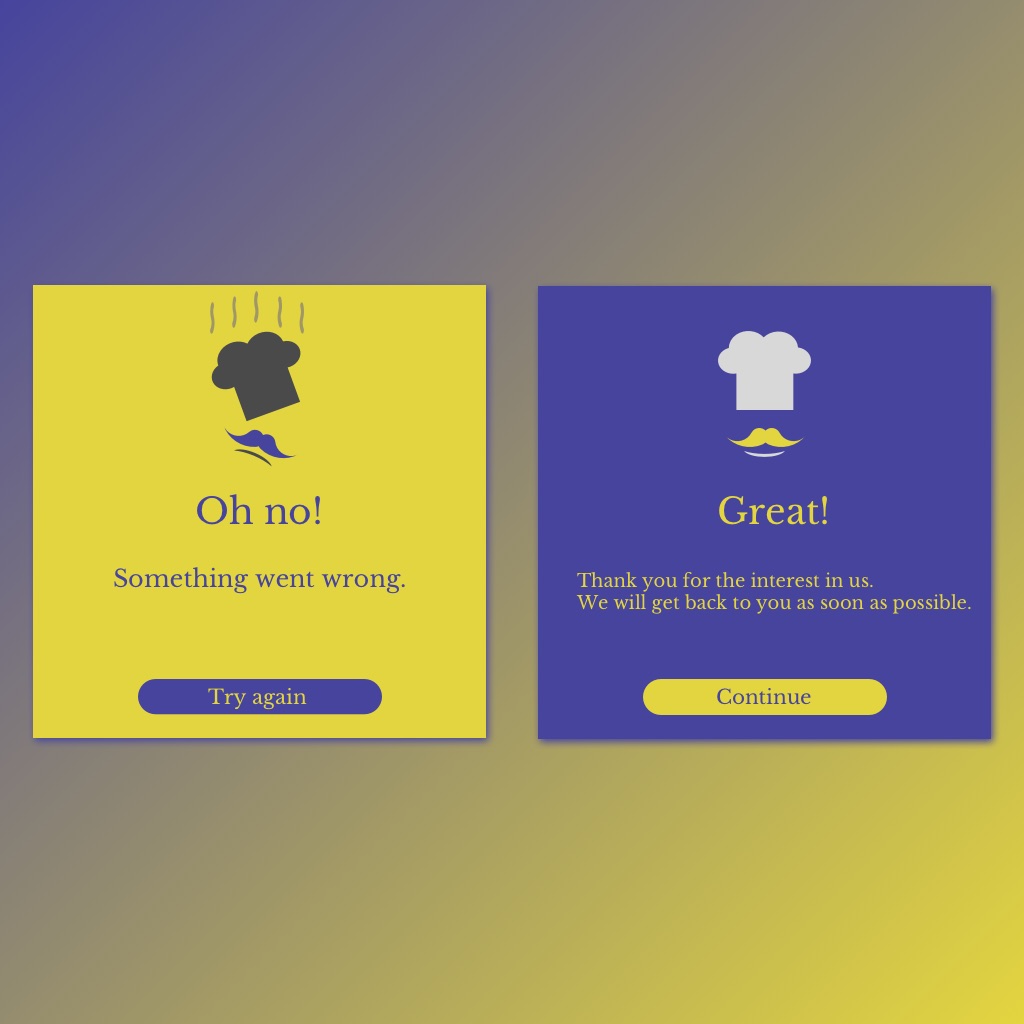 Oh no!
Something went wrong.
Try again
Great!
Thank you for the interest in us.
We will get back to you as soon as possible.
Continue